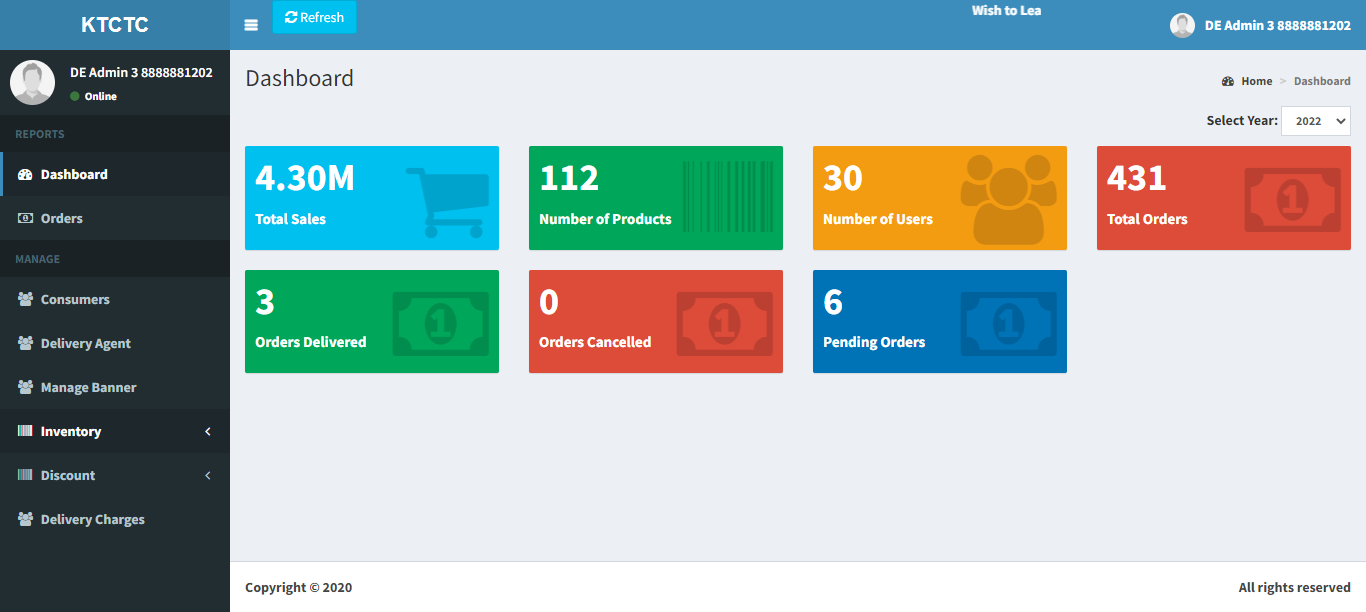 KTCTC
Refresh
Wish to Lea
DE Admin 3 8888881202
DE Admin 3 8888881202
Online
REPORTS
Dashboard
Orders
MANAGE
Consumers
Delivery Agent
Manage Banner
Inventory
Discount
Delivery Charges
Dashboard
Home > Dashboard
Select Year: 2022
4.30M
Total Sales
112
Number of Products
30
Number of Users
431
Total Orders
3
Orders Delivered
0
Orders Cancelled
6
Pending Orders
Copyright © 2020
All rights reserved